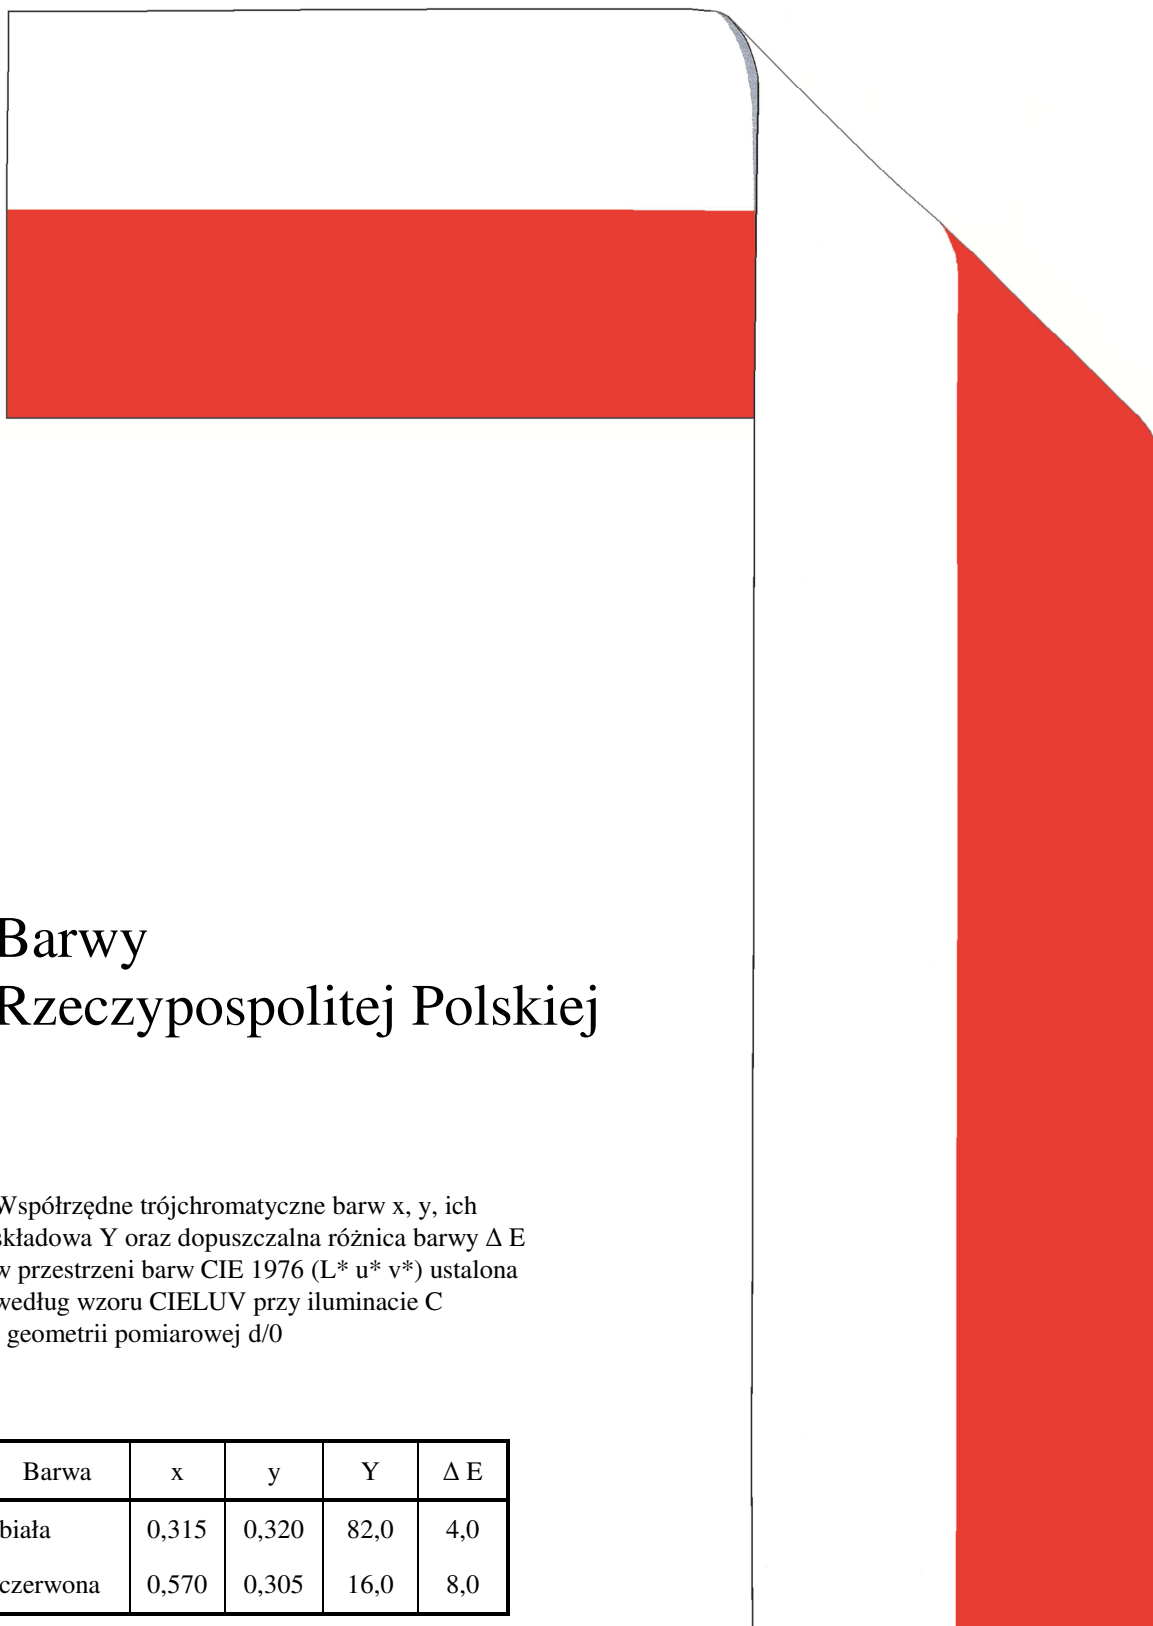 Barwy
Rzeczypospolitej Polskiej
Współrzędne trójchromatyczne barw x, y, ich
składowa Y oraz dopuszczalna różnica barwy Δ E
w przestrzeni barw CIE 1976 (L* u* v*) ustalona
według wzoru CIELUV przy iluminacie C
geometrii pomiarowej d/0
Barwa x y Y Δ E
biała 0,315 0,320 82,0 4,0
czerwona 0,570 0,305 16,0 8,0